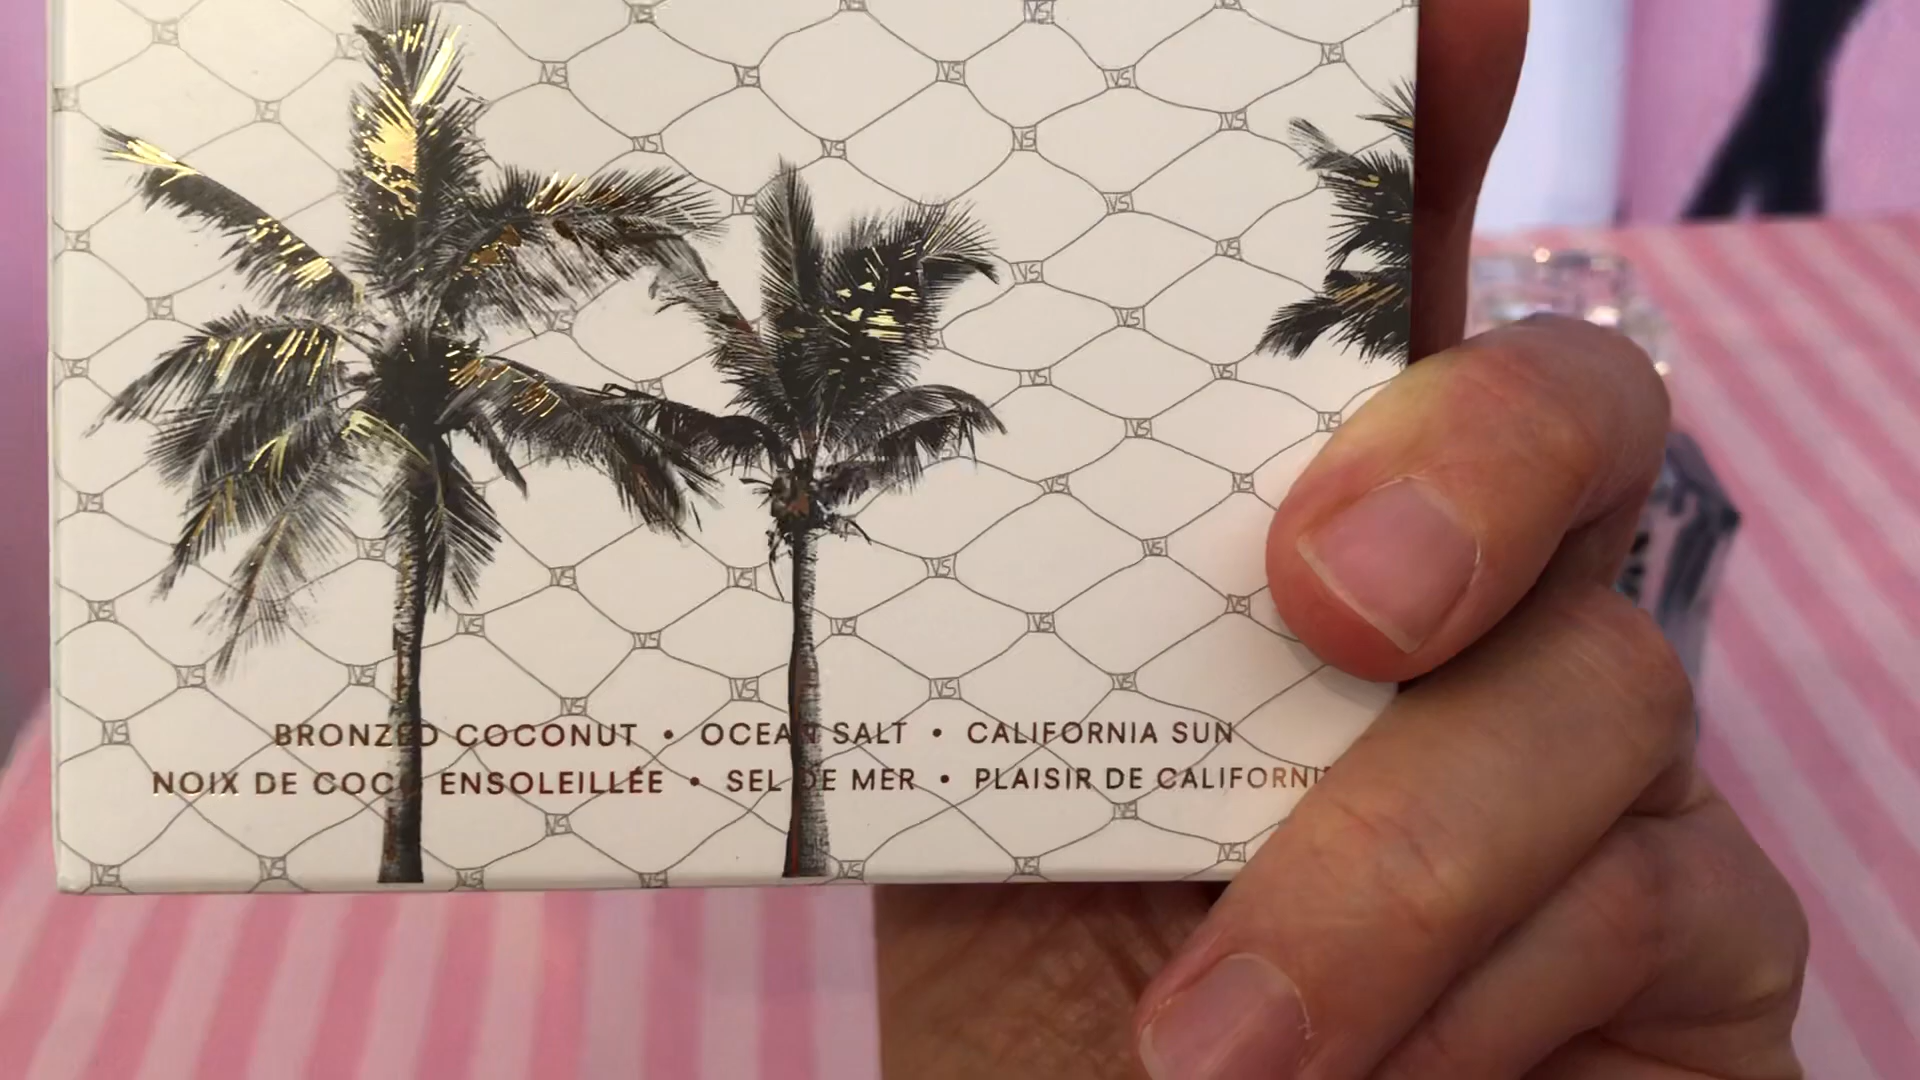 BRONZED COCONUT • OCEAN SALT • CALIFORNIA SUN
NOIX DE COCO ENSOLEILLÉE • SEL DE MER • PLAISIR DE CALIFORNIE